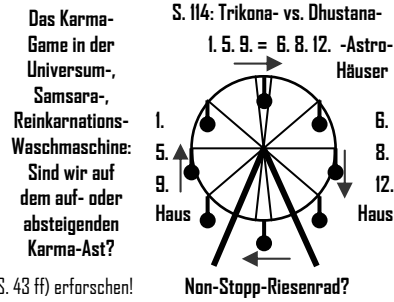 Das Karma-
Game in der
Universum-,
Samsara-,
Reinkarnations-
Waschmaschine:
Sind wir auf
dem auf- oder
absteigenden
Karma-Ast?
S. 43 ff) erforschen!
S. 114: Trikona- vs. Dhustana-
1. 5. 9. = 6. 8. 12. -Astro-
Häuser
1.
5.
9.
Haus
6.
8.
12.
Haus
Non-Stopp-Riesenrad?